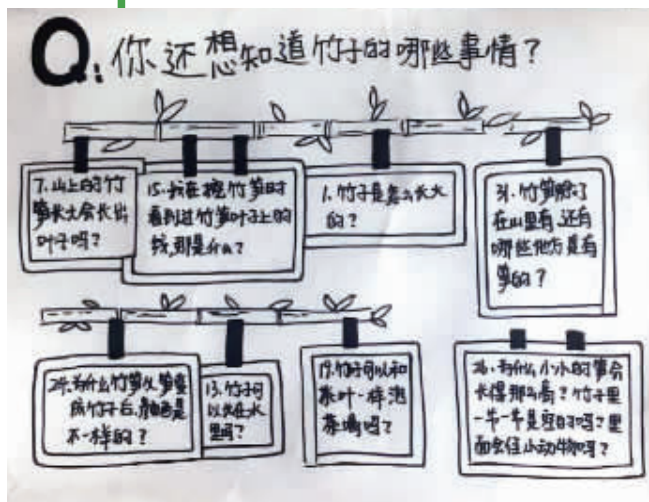 Q:你还想知道竹子的哪些事情?
7.山上的竹
笋长大会长出
叶子吗?
15.我在挖竹笋时
看到过竹笋叶子上的
线,那是什么?
1.竹子是怎么长大
的?
31.竹笋除了
在山里有,还有
哪些地方是有
笋的?
为什么竹笋从笋变
成竹子后,颜色是
不一样的?
13.竹子可
以长在水
里吗?
19.竹子可以和
茶叶一样泡
茶喝吗?
26.为什么小小的笋会
长得那么高?竹子里
一节一节是空的吗?里
面会住小动物吗?